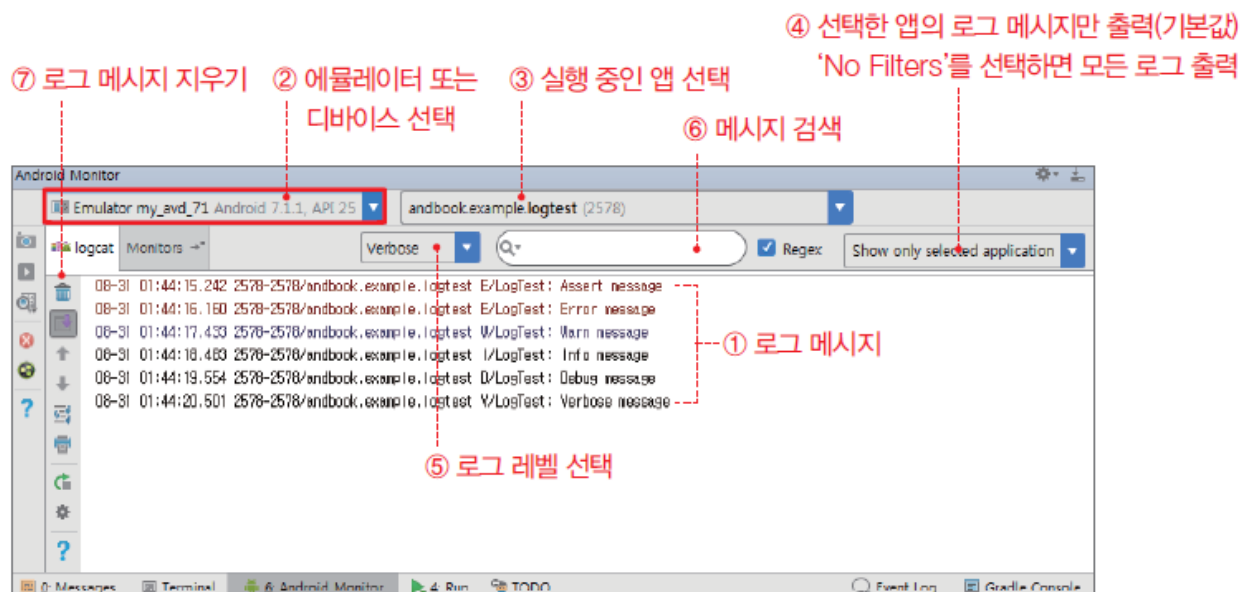 ④ 선택한 앱의 로그 메시지만 출력(기본값)
'No Filters'를 선택하면 모든 로그 출력
⑦ 로그 메시지 지우기
② 에뮬레이터 또는
디바이스 선택
③ 실행 중인 앱 선택
⑥ 메시지 검색
Android Monitor
Emulator my_avd_71 Android 7.1.1, API 25
andbook.example.logtest (2578)
logcat
Monitors
Verbose
Regex
Show only selected application
08-31 01:44:15.242 2578-2578/andbook.example.logtest E/LogTest: Assert message
08-31 01:44:16.160 2578-2578/andbook.example.logtest E/LogTest: Error message
08-31 01:44:17.433 2578-2578/andbook.example.logtest W/LogTest: Warn message
08-31 01:44:18.483 2578-2578/andbook.example.logtest I/LogTest: Info message
08-31 01:44:19.554 2578-2578/andbook.example.logtest D/LogTest: Debug message
08-31 01:44:20.501 2578-2578/andbook.example.logtest V/LogTest: Verbose message
① 로그 메시지
⑤ 로그 레벨 선택
0: Messages
Terminal
6: Android Monitor
4: Run
TODO
Event Log
Gradle Console